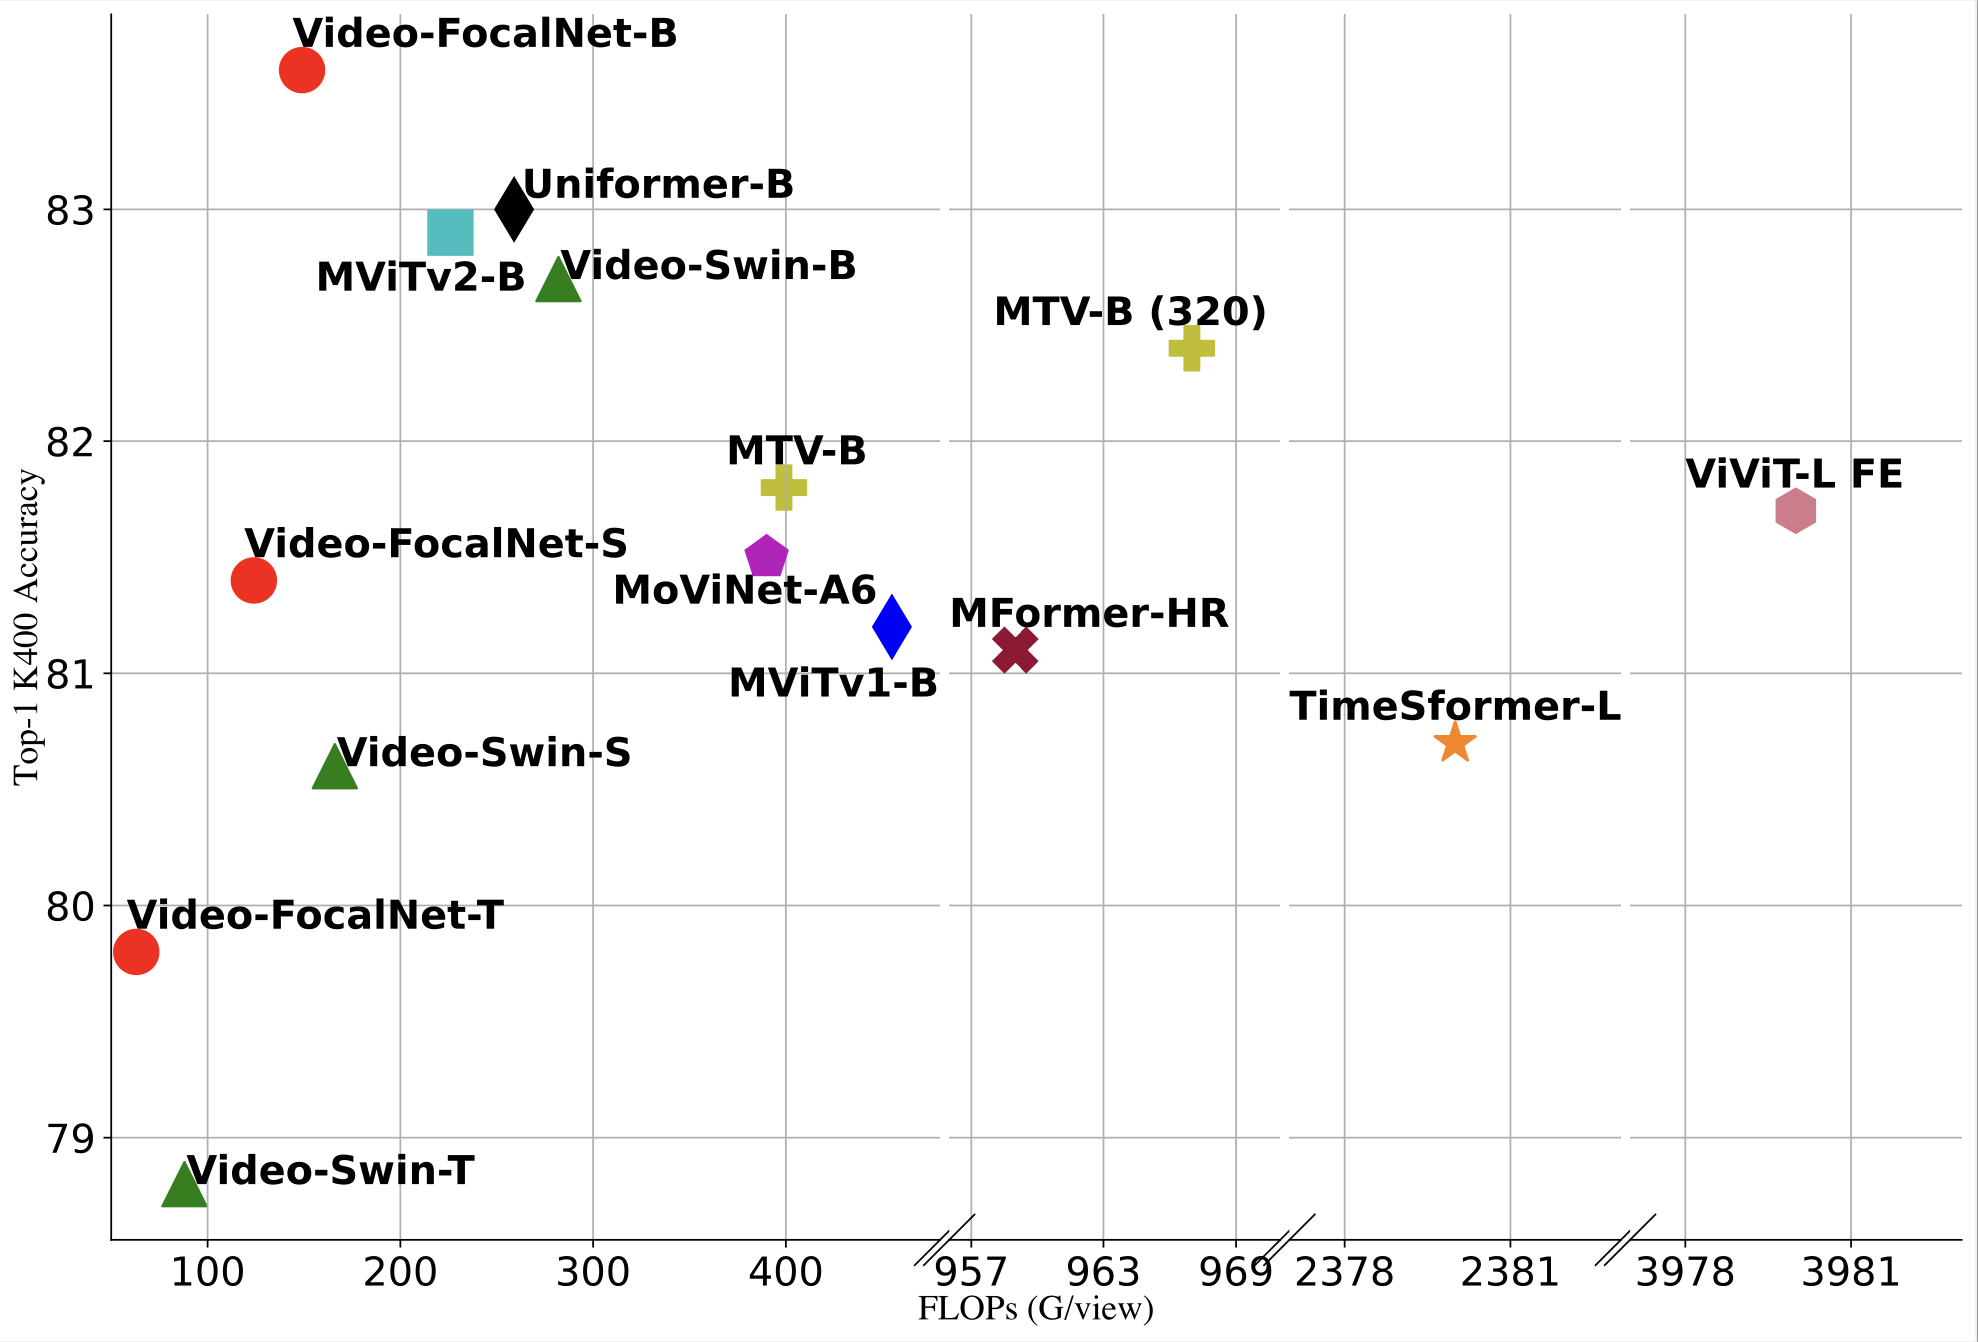 Video-FocalNet-B
Uniformer-B
83
MViTv2-B
Video-Swin-B
MTV-B (320)
82
MTV-B
ViViT-L FE
Video-FocalNet-S
MoViNet-A6
MFormer-HR
81
MViTv1-B
TimeSformer-L
Video-Swin-S
80
Video-FocalNet-T
79
Video-Swin-T
Top-1 K400 Accuracy
100 200 300 400 957 963 969 2378 2381 3978 3981
FLOPs (G/view)